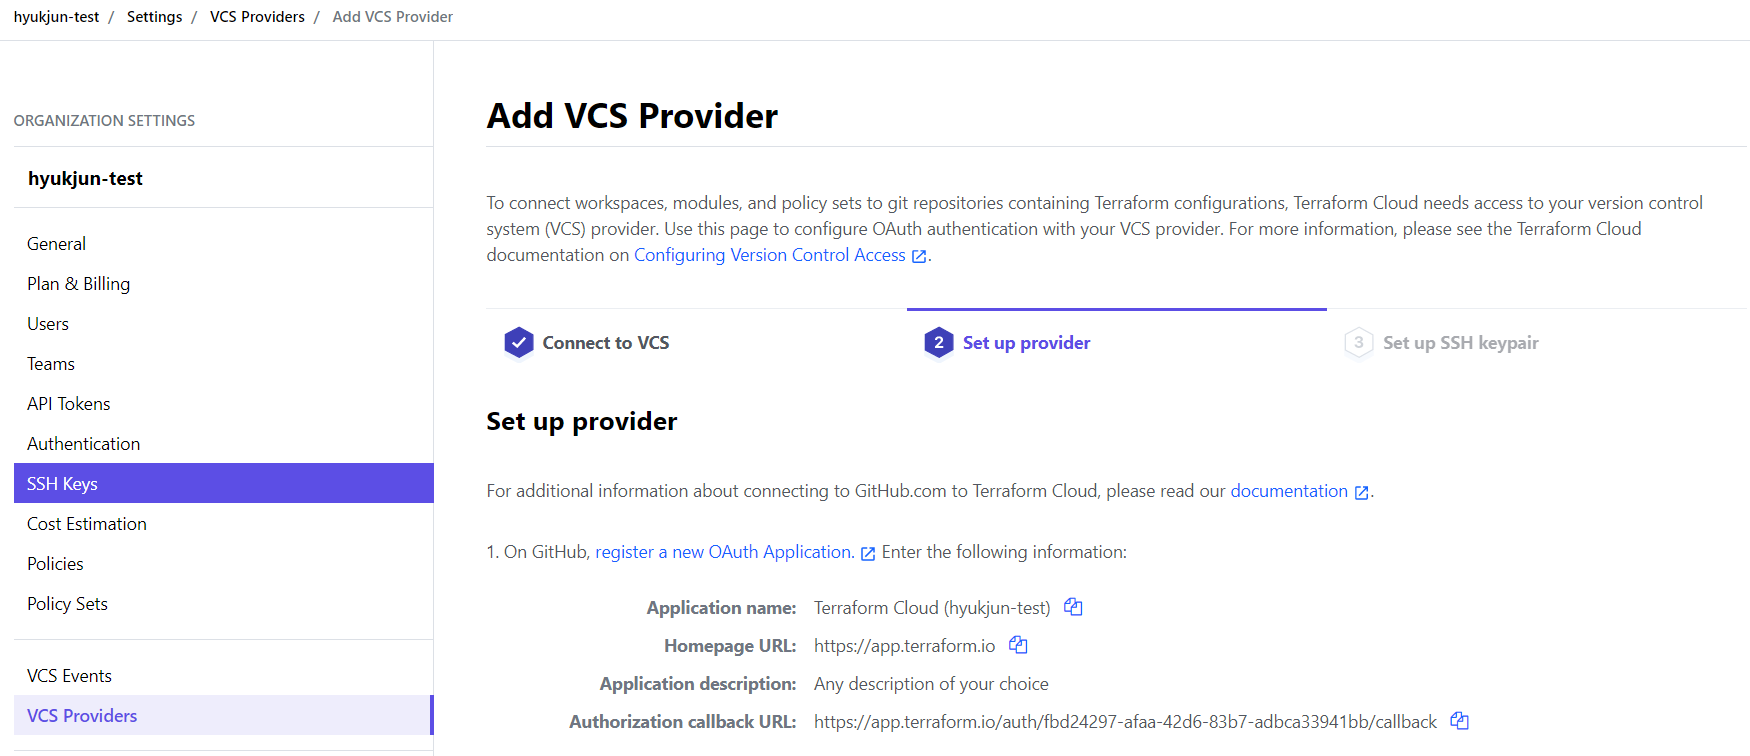 hyukjun-test / Settings / VCS Providers / Add VCS Provider
ORGANIZATION SETTINGS
hyukjun-test
General
Plan & Billing
Users
Teams
API Tokens
Authentication
SSH Keys
Cost Estimation
Policies
Policy Sets
VCS Events
VCS Providers
Add VCS Provider
To connect workspaces, modules, and policy sets to git repositories containing Terraform configurations, Terraform Cloud needs access to your version control
system (VCS) provider. Use this page to configure OAuth authentication with your VCS provider. For more information, please see the Terraform Cloud
documentation on Configuring Version Control Access.
Connect to VCS
2 Set up provider
3 Set up SSH keypair
Set up provider
For additional information about connecting to GitHub.com to Terraform Cloud, please read our documentation.
1. On GitHub, register a new OAuth Application. Enter the following information:
Application name: Terraform Cloud (hyukjun-test)
Homepage URL: https://app.terraform.io
Application description: Any description of your choice
Authorization callback URL: https://app.terraform.io/auth/fbd24297-afaa-42d6-83b7-adbca33941bb/callback